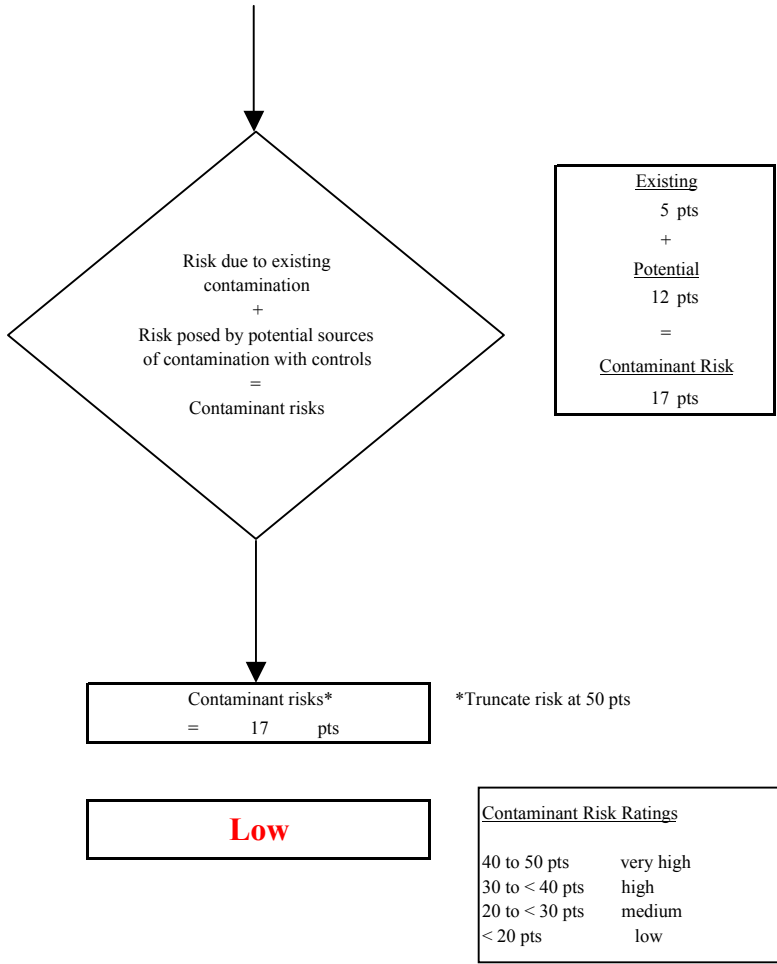 Risk due to existing
contamination
+
Risk posed by potential sources
of contamination with controls
=
Contaminant risks
Existing
5 pts
+
Potential
12 pts
=
Contaminant Risk
17 pts
Contaminant risks*
= 17 pts
*Truncate risk at 50 pts
Low
Contaminant Risk Ratings
40 to 50 pts very high
30 to < 40 pts high
20 to < 30 pts medium
< 20 pts low